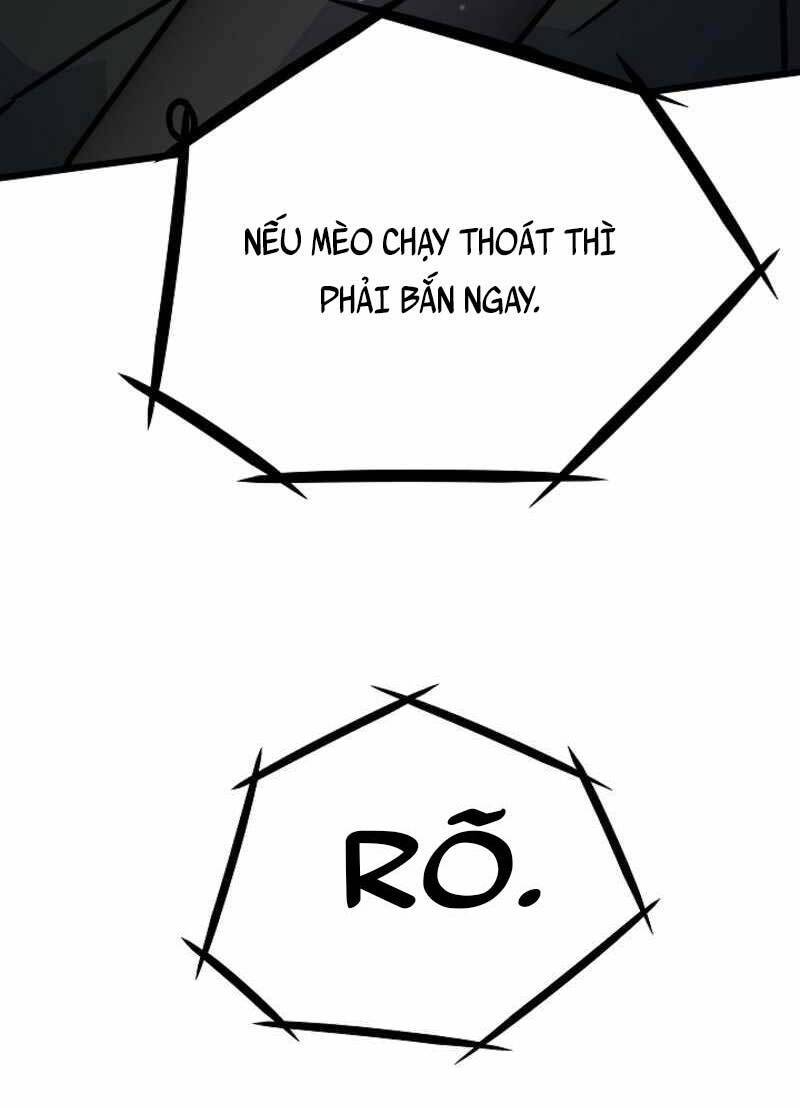 NẾU MÈO CHẠY THOÁT THÌ
PHẢI BẮN NGAY.
RÕ.